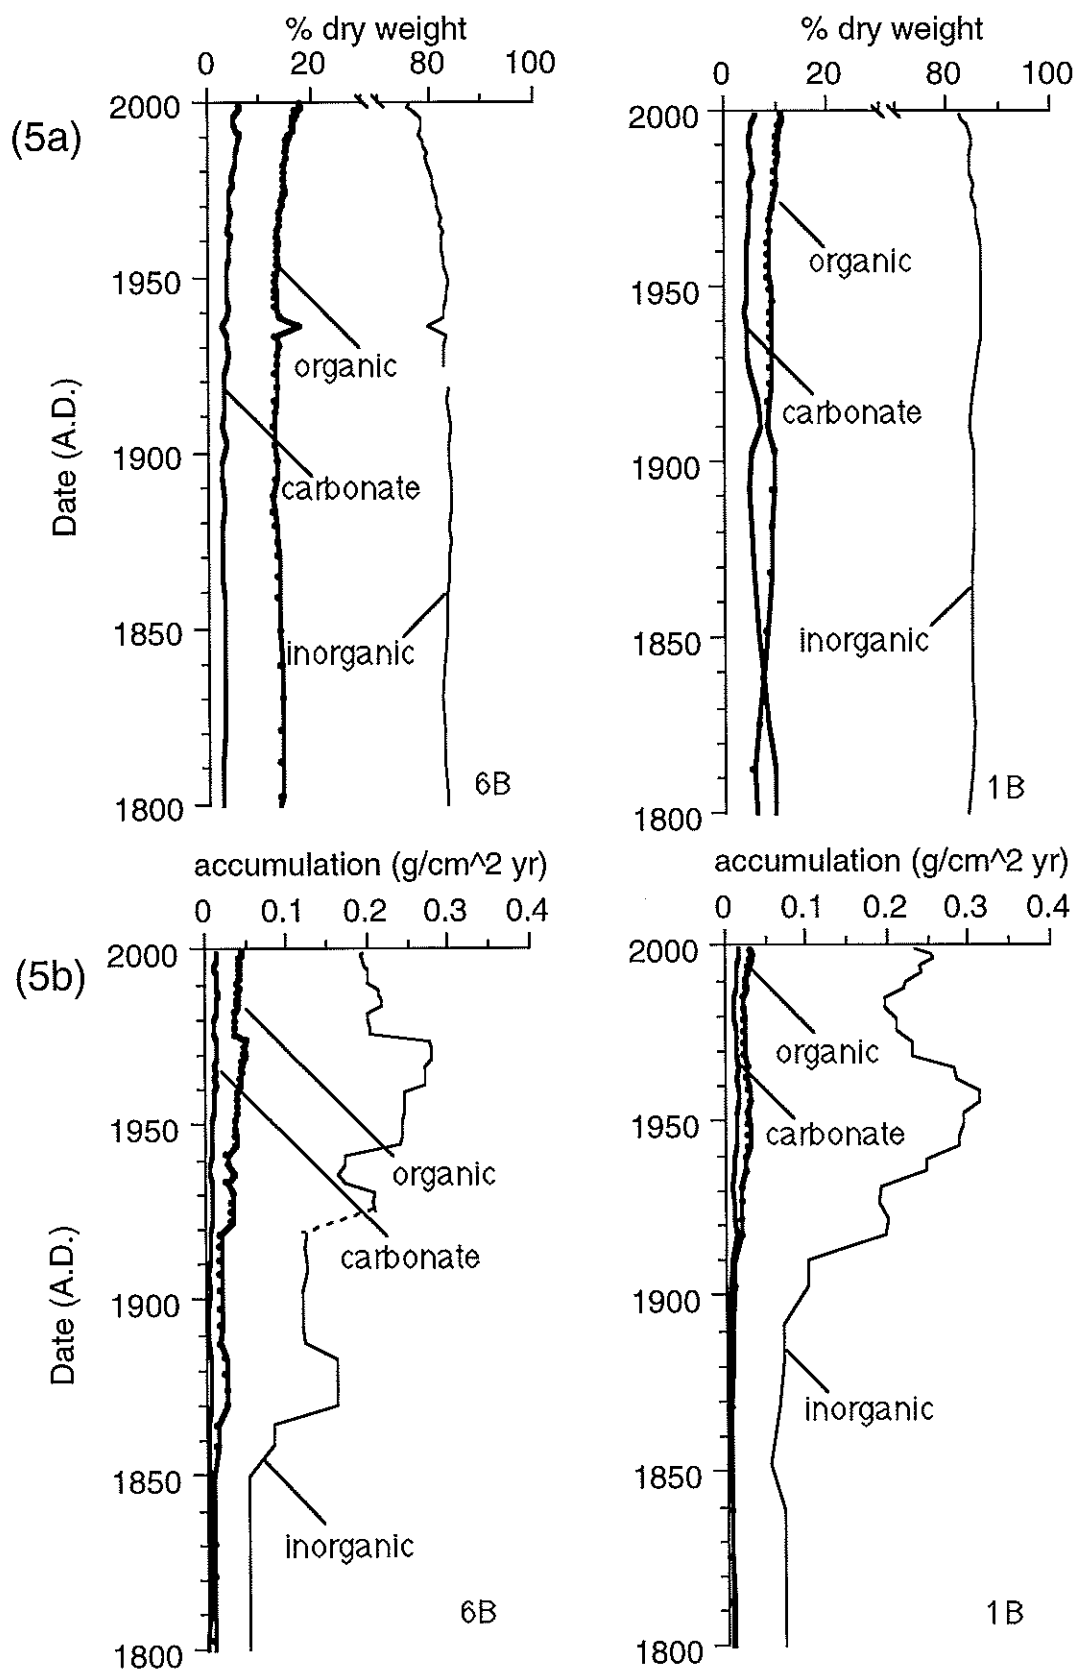 % dry weight
% dry weight
0 20 80 100
0 20 80 100
(5a)
2000
1950
1900
1850
1800
Date (A.D.)
organic
carbonate
inorganic
6B
2000
1950
1900
1850
1800
organic
carbonate
inorganic
1B
accumulation (g/cm^2 yr)
accumulation (g/cm^2 yr)
0 0.1 0.2 0.3 0.4
0 0.1 0.2 0.3 0.4
(5b)
2000
1950
1900
1850
1800
Date (A.D.)
organic
carbonate
inorganic
6B
2000
1950
1900
1850
1800
organic
carbonate
inorganic
1B